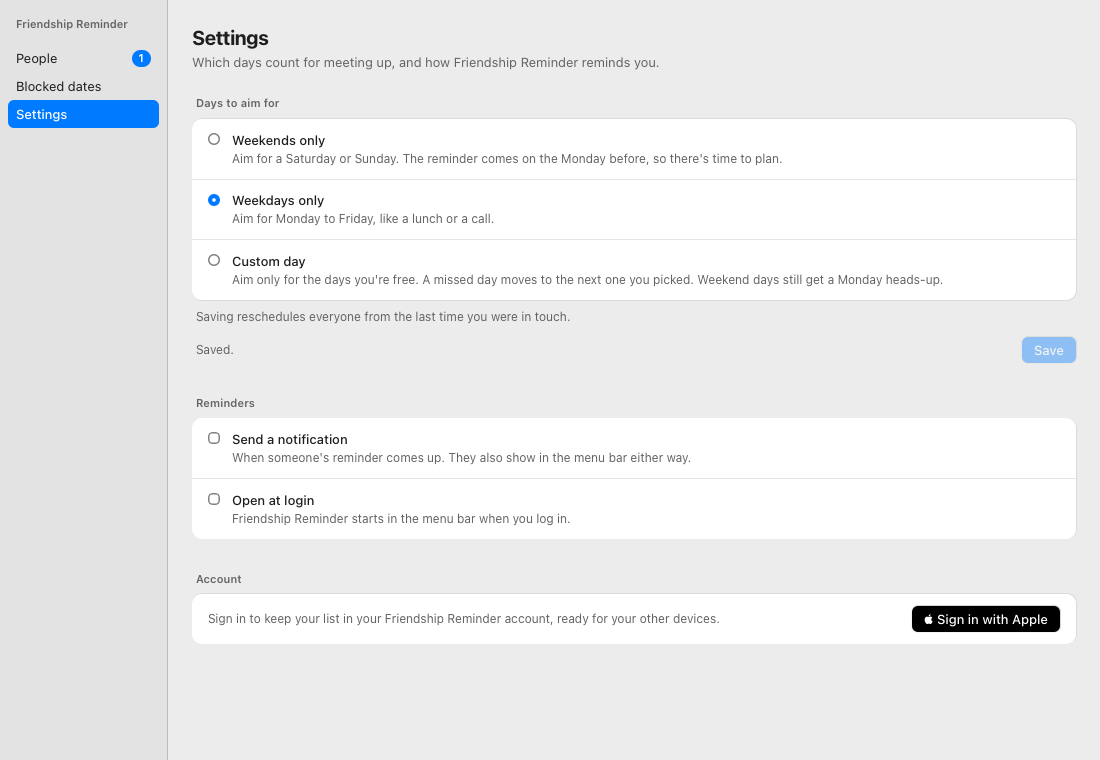 Friendship Reminder
People 1
Blocked dates
Settings
Settings
Which days count for meeting up, and how Friendship Reminder reminds you.
Days to aim for
Weekends only
Aim for a Saturday or Sunday. The reminder comes on the Monday before, so there's time to plan.
Weekdays only
Aim for Monday to Friday, like a lunch or a call.
Custom day
Aim only for the days you're free. A missed day moves to the next one you picked. Weekend days still get a Monday heads-up.
Saving reschedules everyone from the last time you were in touch.
Saved. Save
Reminders
Send a notification
When someone's reminder comes up. They also show in the menu bar either way.
Open at login
Friendship Reminder starts in the menu bar when you log in.
Account
Sign in to keep your list in your Friendship Reminder account, ready for your other devices. Sign in with Apple